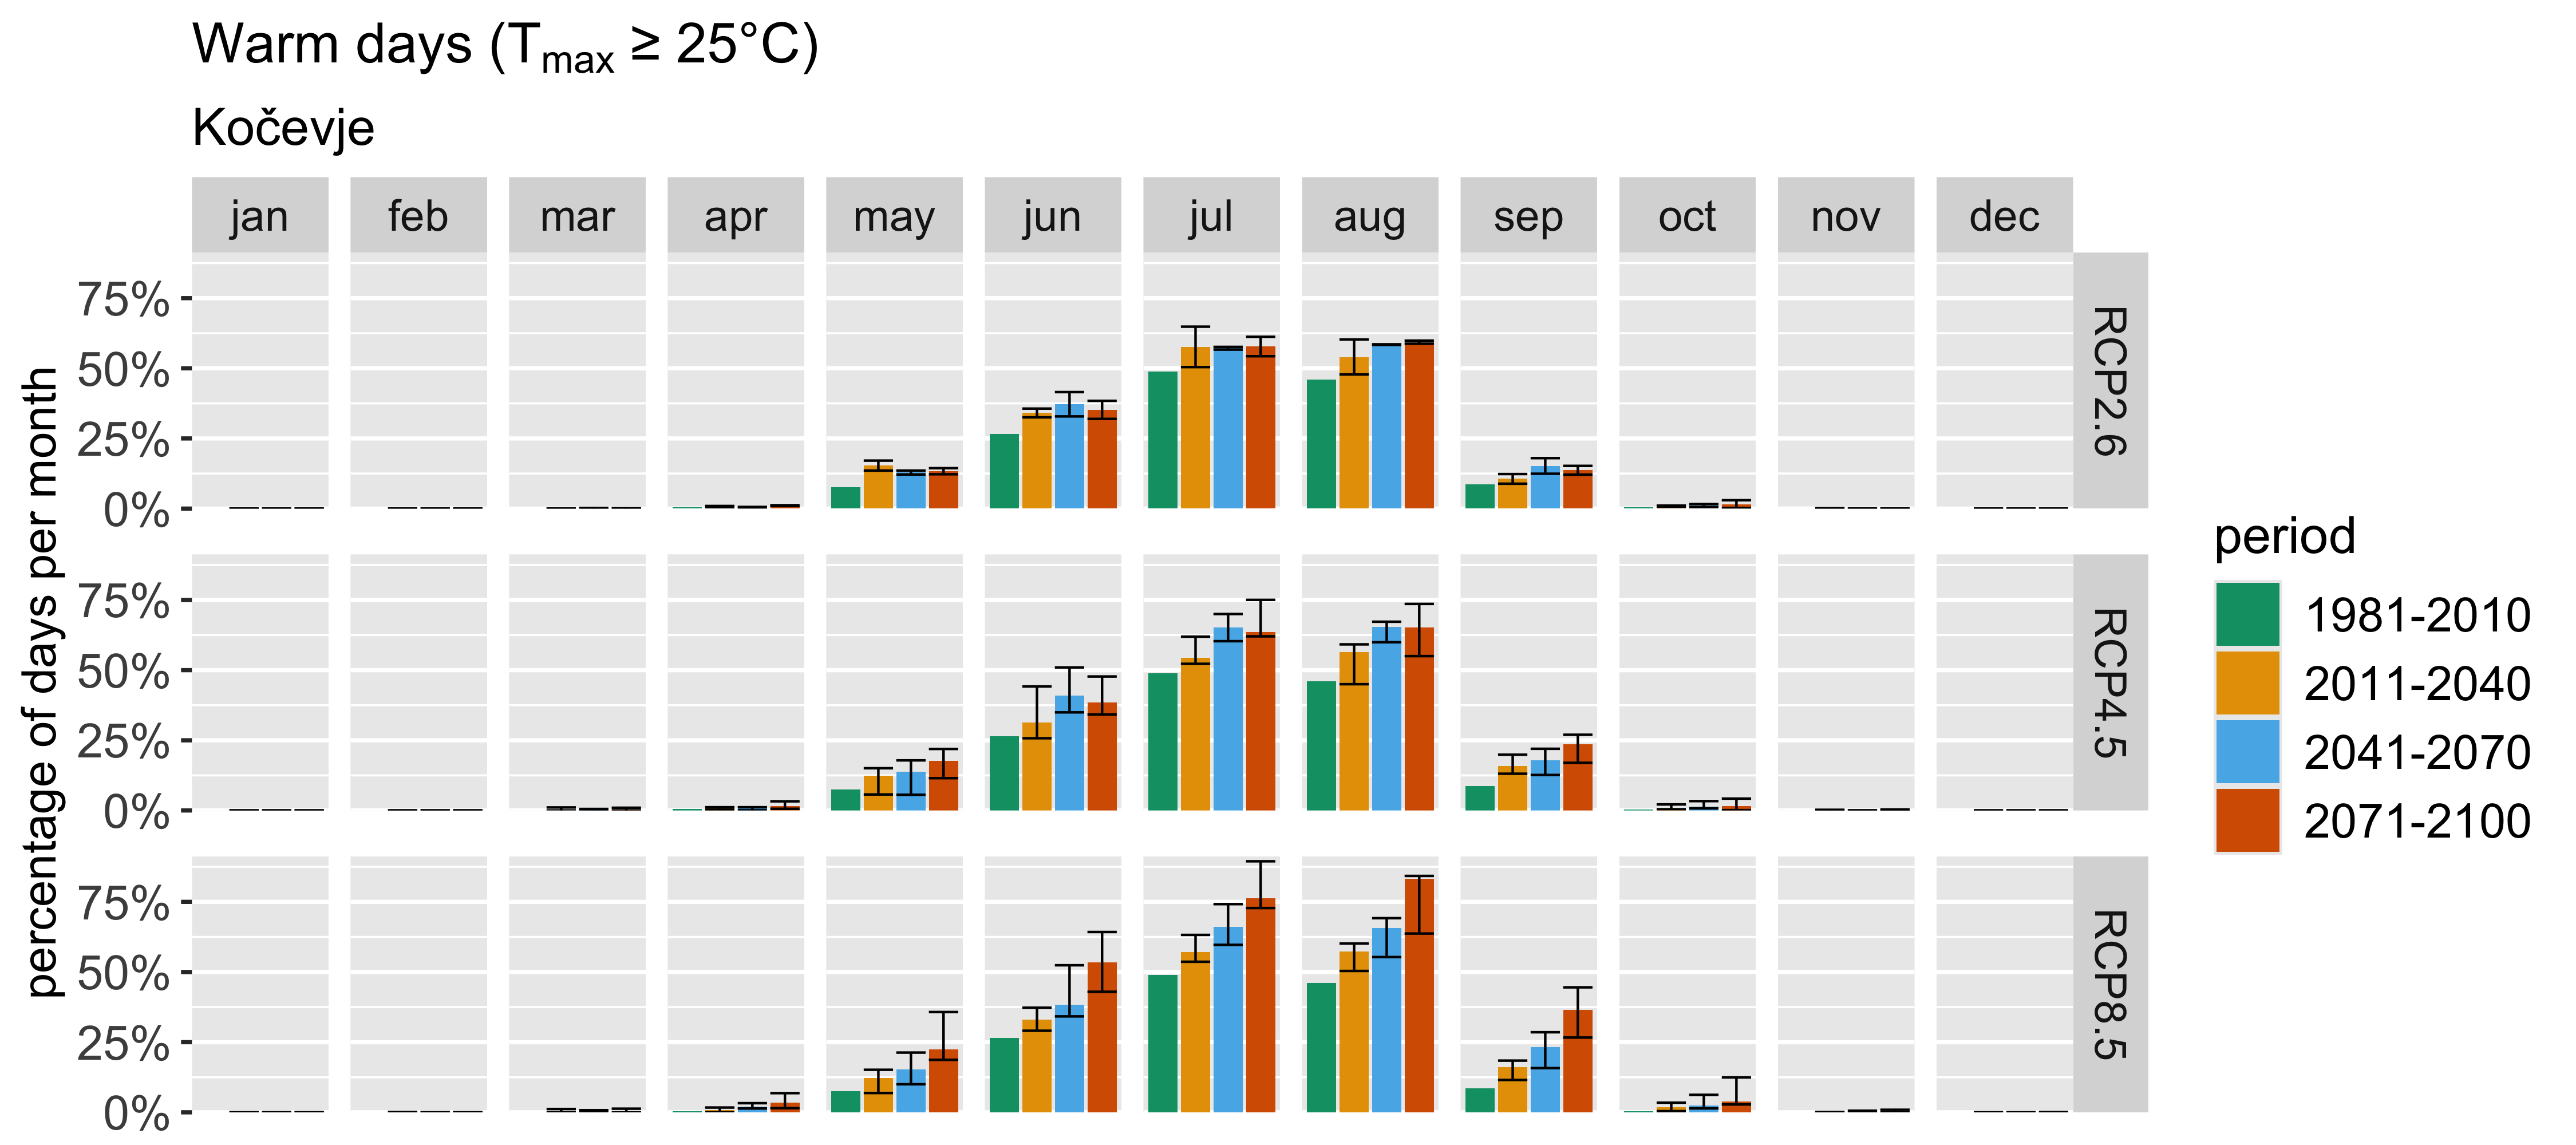 Warm days (Tmax ≥ 25°C)
Kočevje
jan feb mar apr may jun jul aug sep oct nov dec
percentage of days per month
75%
50%
25%
0%
RCP2.6
75%
50%
25%
0%
RCP4.5
75%
50%
25%
0%
RCP8.5
period
1981-2010
2011-2040
2041-2070
2071-2100